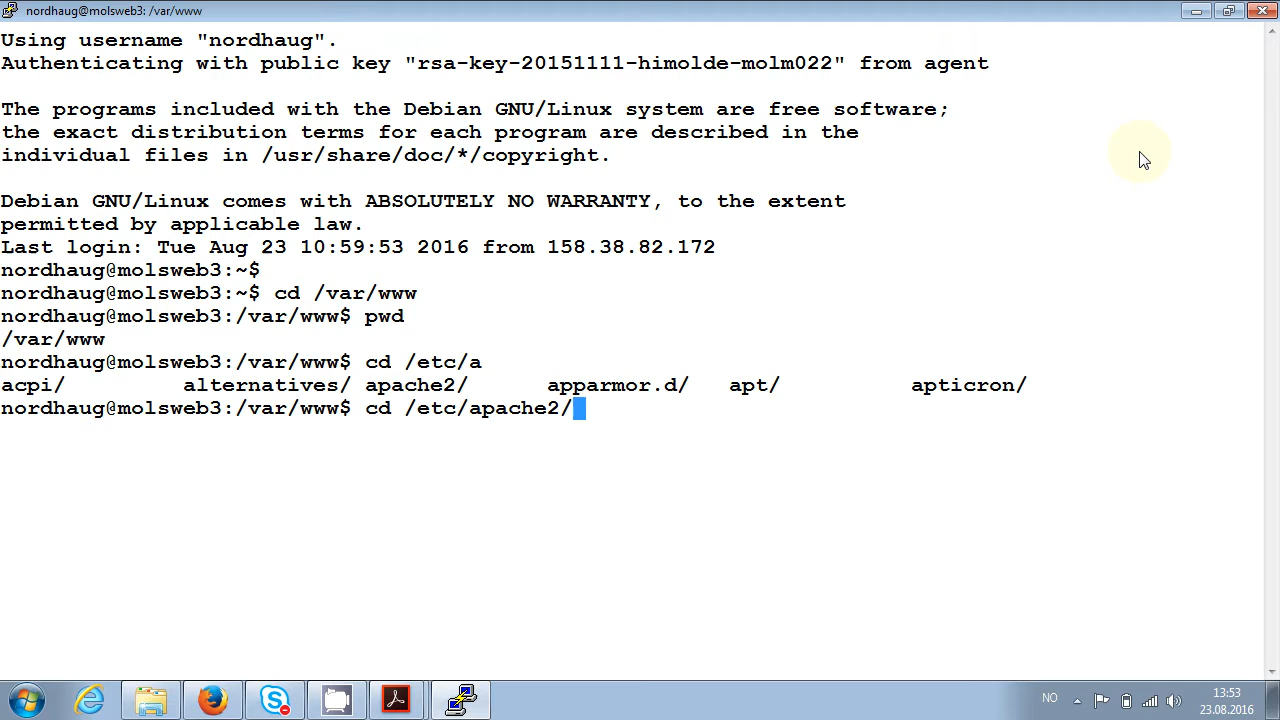 nordhaug@molsweb3: /var/www
Using username "nordhaug".
Authenticating with public key "rsa-key-20151111-himolde-molm022" from agent
The programs included with the Debian GNU/Linux system are free software;
the exact distribution terms for each program are described in the
individual files in /usr/share/doc/*/copyright.
Debian GNU/Linux comes with ABSOLUTELY NO WARRANTY, to the extent
permitted by applicable law.
Last login: Tue Aug 23 10:59:53 2016 from 158.38.82.172
nordhaug@molsweb3:~$
nordhaug@molsweb3:~$ cd /var/www
nordhaug@molsweb3:/var/www$ pwd
/var/www
nordhaug@molsweb3:/var/www$ cd /etc/a
acpi/ alternatives/ apache2/ apparmor.d/ apt/ apticron/
nordhaug@molsweb3:/var/www$ cd /etc/apache2/
NO
13:53
23.08.2016